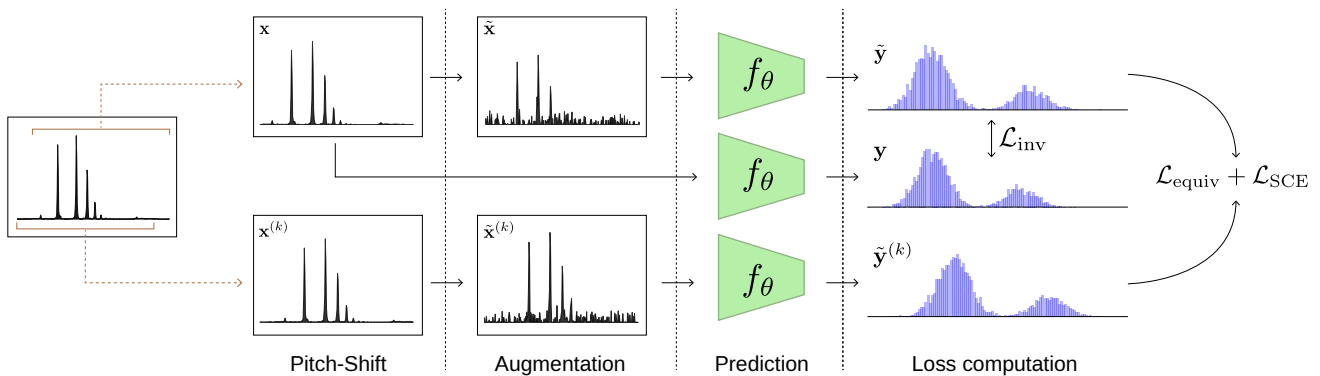 x
x̃
f_θ
ỹ
ℒ_inv
f_θ
y
ℒ_equiv + ℒ_SCE
x^(k)
x̃^(k)
f_θ
ỹ^(k)
Pitch-Shift
Augmentation
Prediction
Loss computation